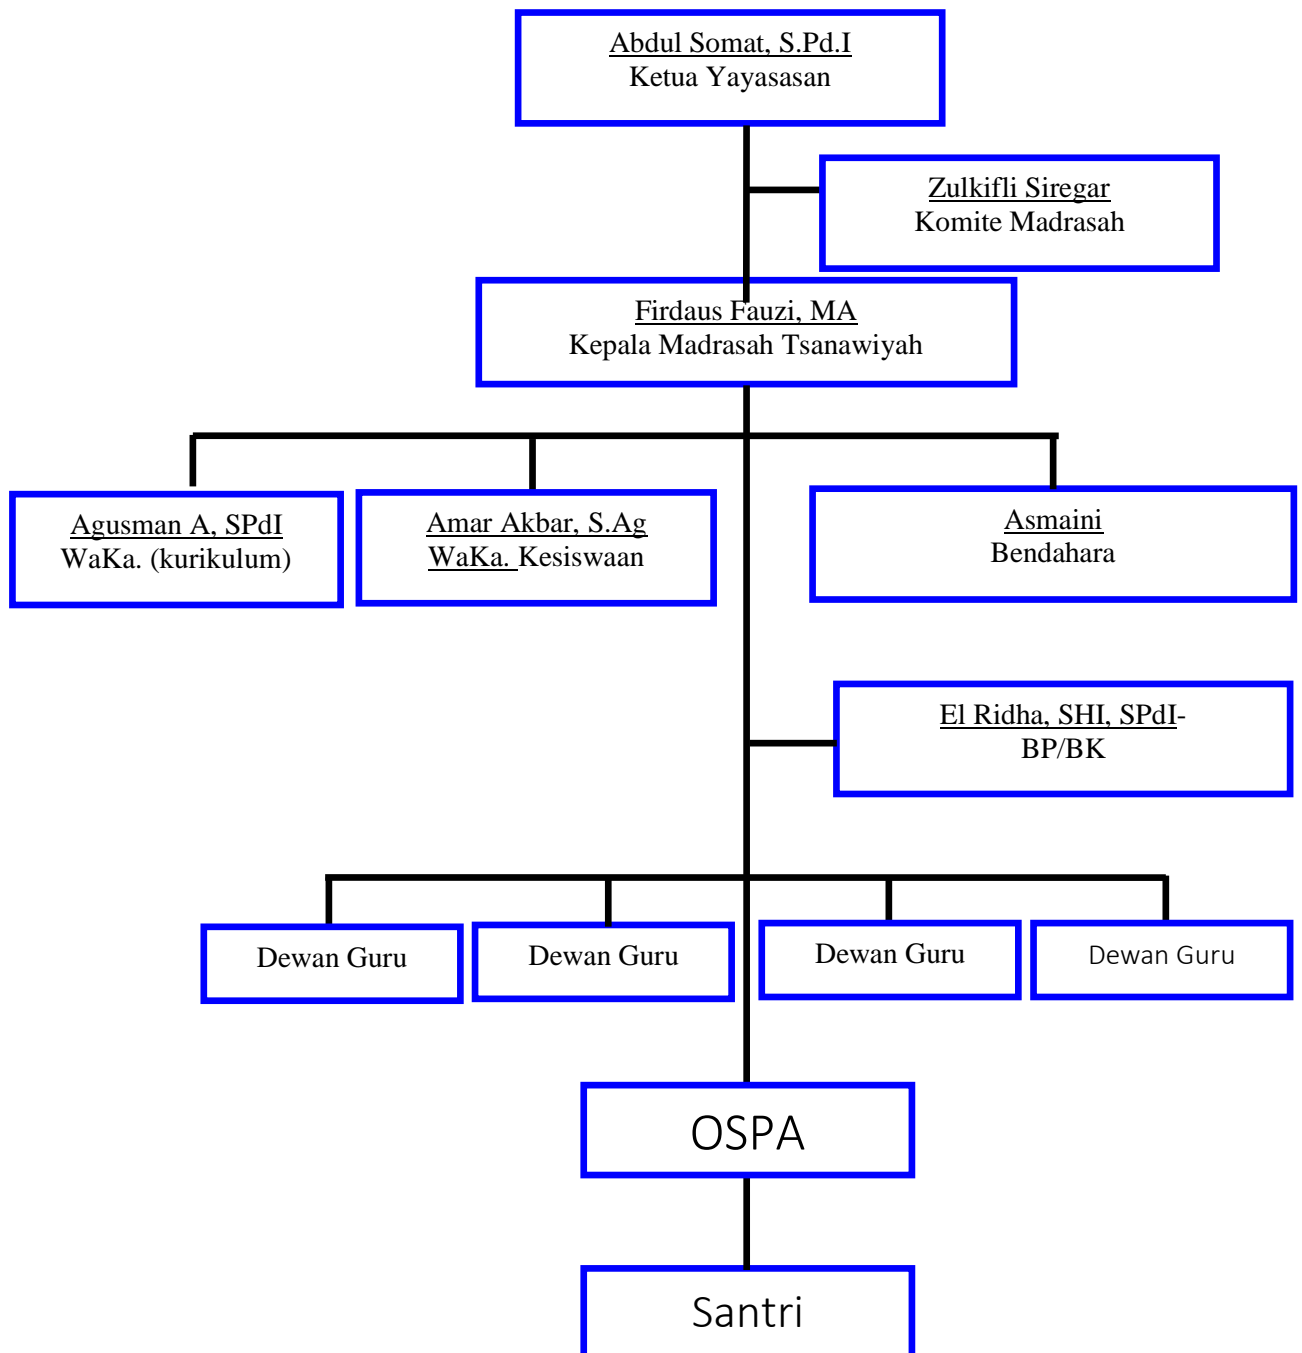 Abdul Somat, S.Pd.I
Ketua Yayasasan
Zulkifli Siregar
Komite Madrasah
Firdaus Fauzi, MA
Kepala Madrasah Tsanawiyah
Agusman A, SPdI
WaKa. (kurikulum)
Amar Akbar, S.Ag
WaKa. Kesiswaan
Asmaini
Bendahara
El Ridha, SHI, SPdI-
BP/BK
Dewan Guru
Dewan Guru
Dewan Guru
Dewan Guru
OSPA
Santri